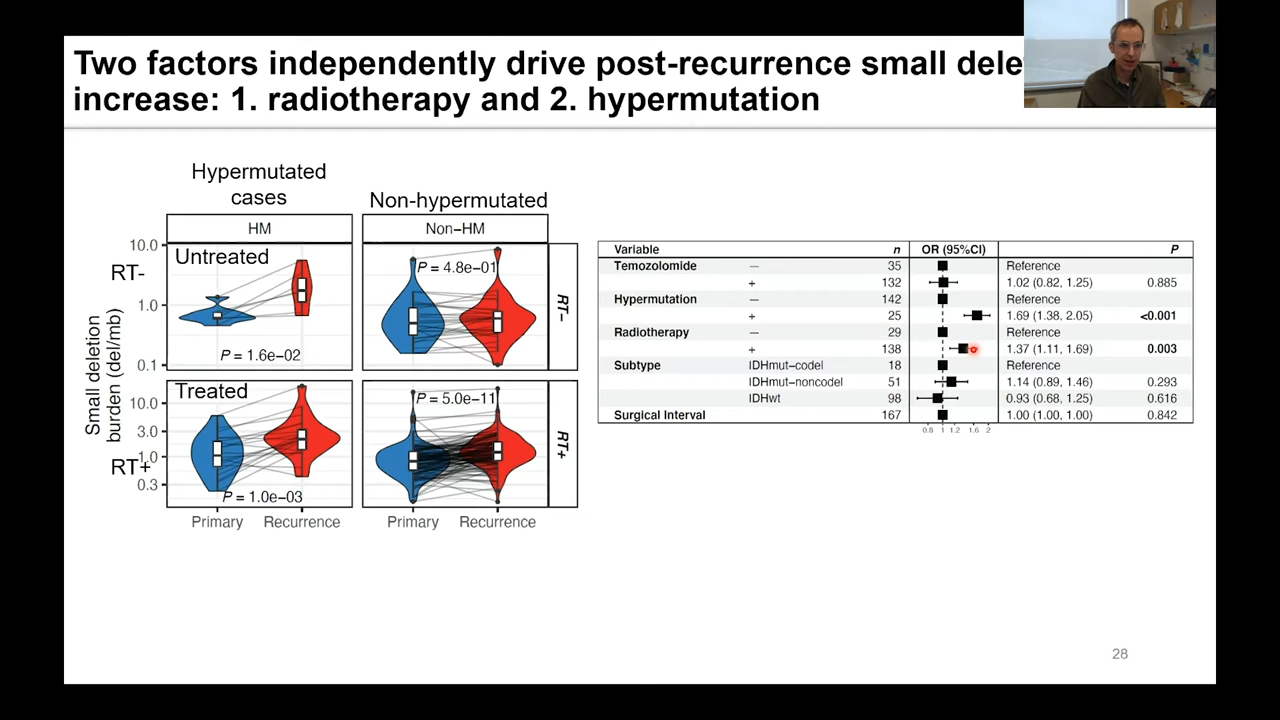 Two factors independently drive post-recurrence small
increase: 1. radiotherapy and 2. hypermutation
Hypermutated
cases
Non-hypermutated
HM
Non−HM
Small deletion
burden (del/mb)
RT-
10.0
1.0
0.1
Untreated
P = 1.6e−02
P = 4.8e−01
RT−
RT+
10.0
3.0
1.0
0.3
Treated
P = 1.0e−03
P = 5.0e−11
RT+
Primary Recurrence Primary Recurrence
Variable n OR (95%CI) P
Temozolomide − 35 Reference
+ 132 1.02 (0.82, 1.25) 0.885
Hypermutation − 142 Reference
+ 25 1.69 (1.38, 2.05) <0.001
Radiotherapy − 29 Reference
+ 138 1.37 (1.11, 1.69) 0.003
Subtype IDHmut−codel 18 Reference
IDHmut−noncodel 51 1.14 (0.89, 1.46) 0.293
IDHwt 98 0.93 (0.68, 1.25) 0.616
Surgical Interval 167 1.00 (1.00, 1.00) 0.842
0.8 1 1.2 1.6 2
28